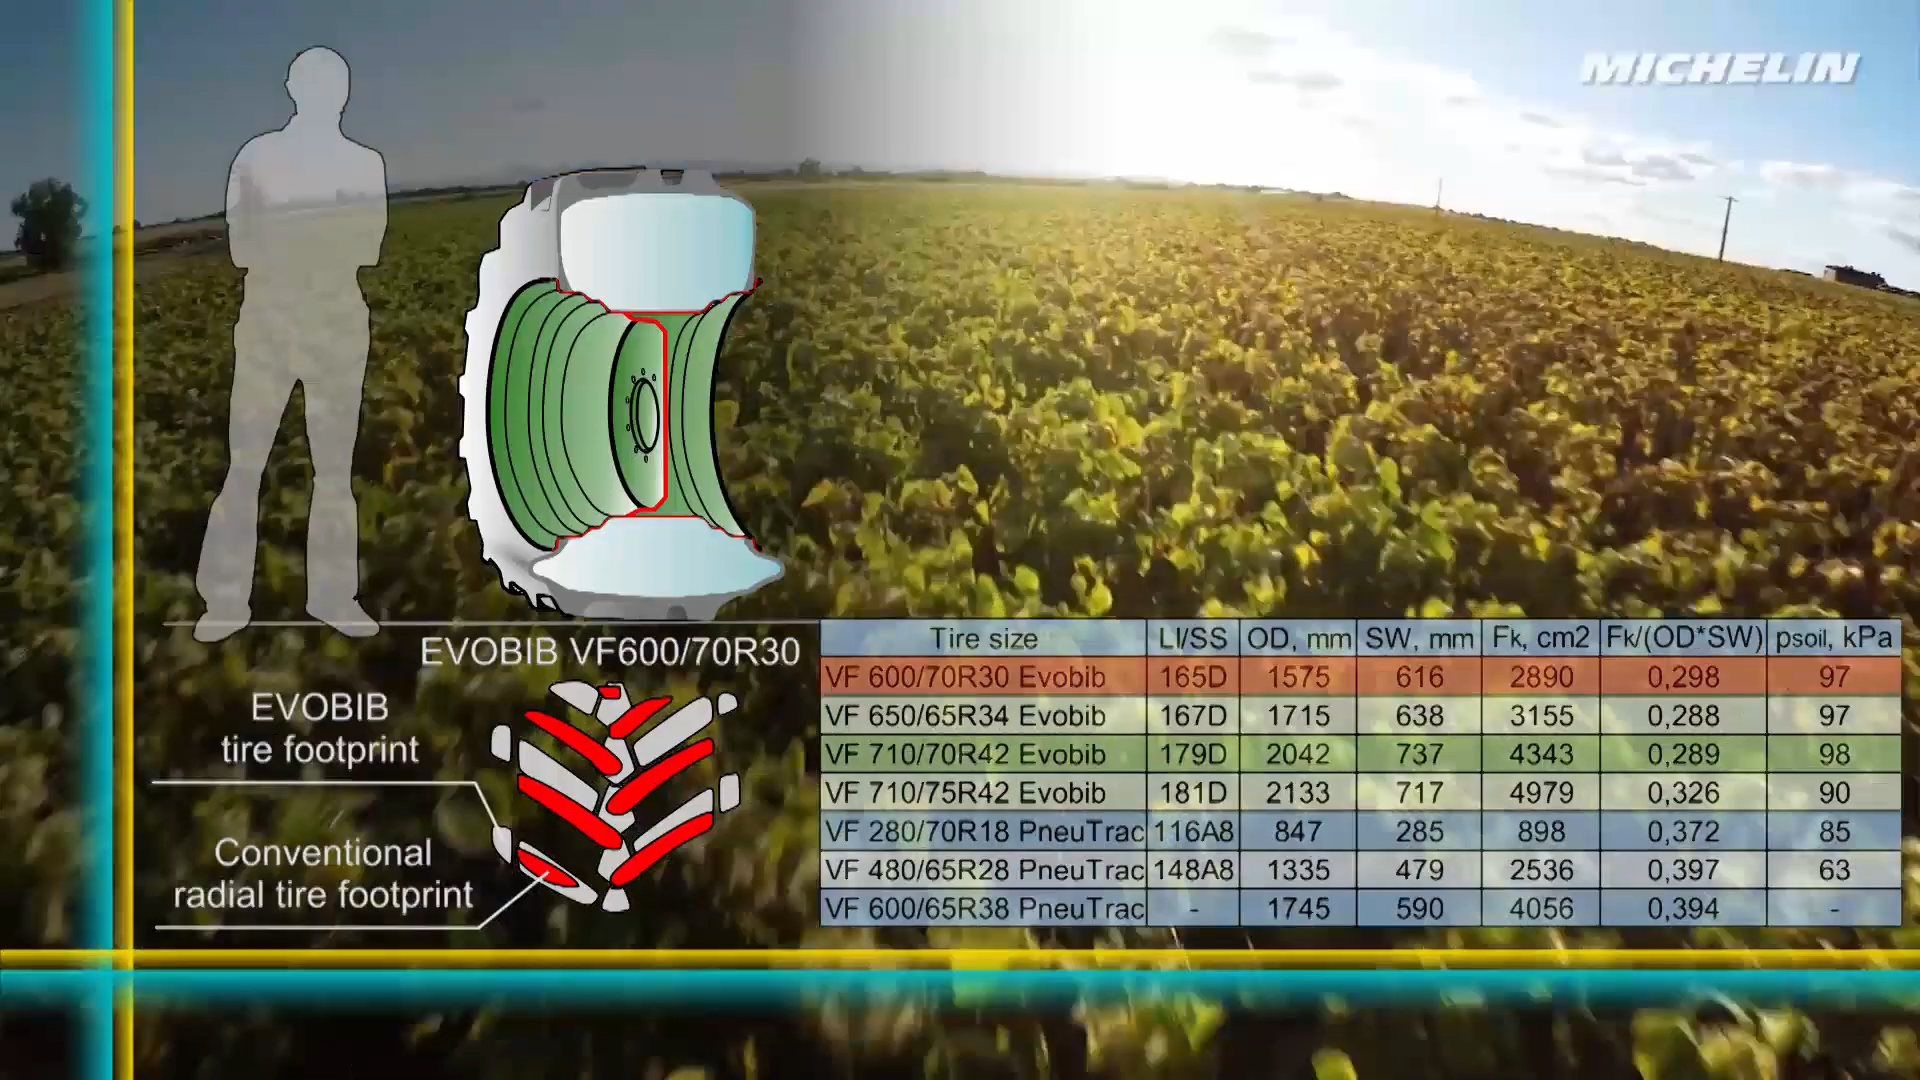 MICHELIN
EVOBIB VF600/70R30
EVOBIB
tire footprint
Conventional
radial tire footprint
Tire size LI/SS OD, mm SW, mm Fk, cm2 Fk/(OD*SW) psoil, kPa
VF 600/70R30 Evobib 165D 1575 616 2890 0,298 97
VF 650/65R34 Evobib 167D 1715 638 3155 0,288 97
VF 710/70R42 Evobib 179D 2042 737 4343 0,289 98
VF 710/75R42 Evobib 181D 2133 717 4979 0,326 90
VF 280/70R18 PneuTrac 116A8 847 285 898 0,372 85
VF 480/65R28 PneuTrac 148A8 1335 479 2536 0,397 63
VF 600/65R38 PneuTrac - 1745 590 4056 0,394 -